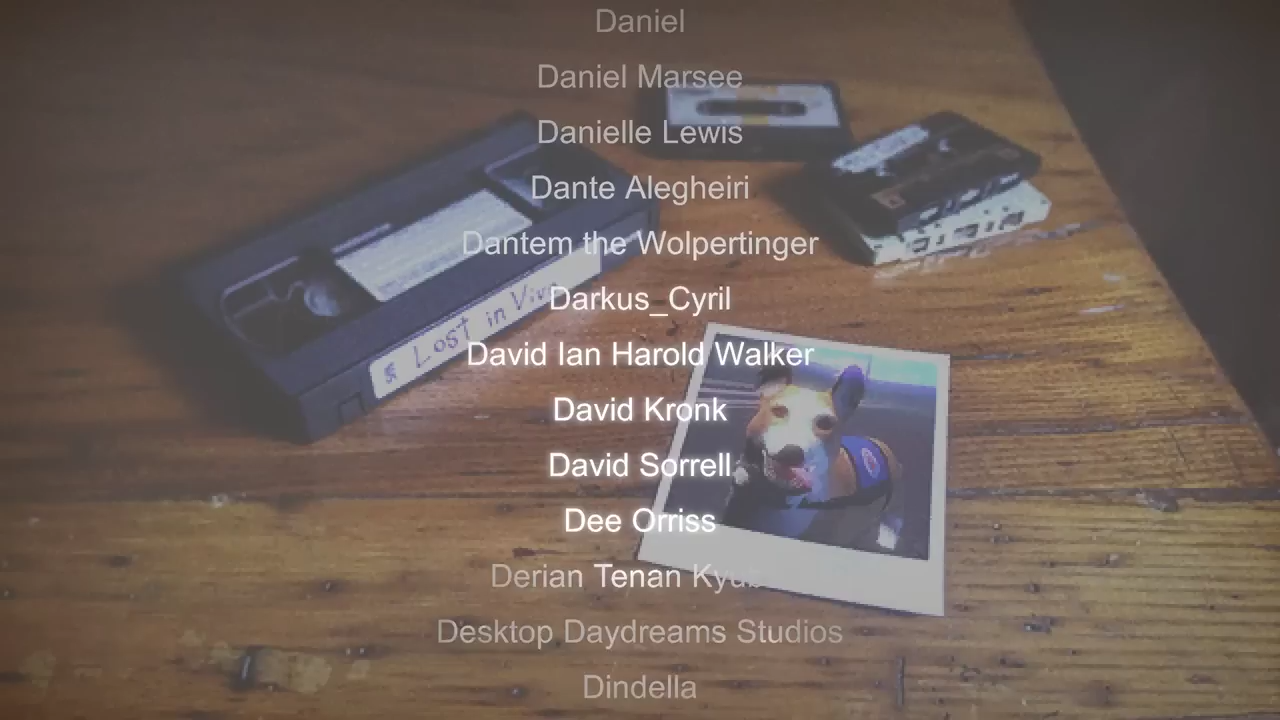 Daniel
Daniel Marsee
Danielle Lewis
Dante Alegheiri
Dantem the Wolpertinger
Darkus_Cyril
David Ian Harold Walker
David Kronk
David Sorrell
Dee Orriss
Derian Tenan
Desktop Daydreams Studios
Dindella
Lost in Vivo